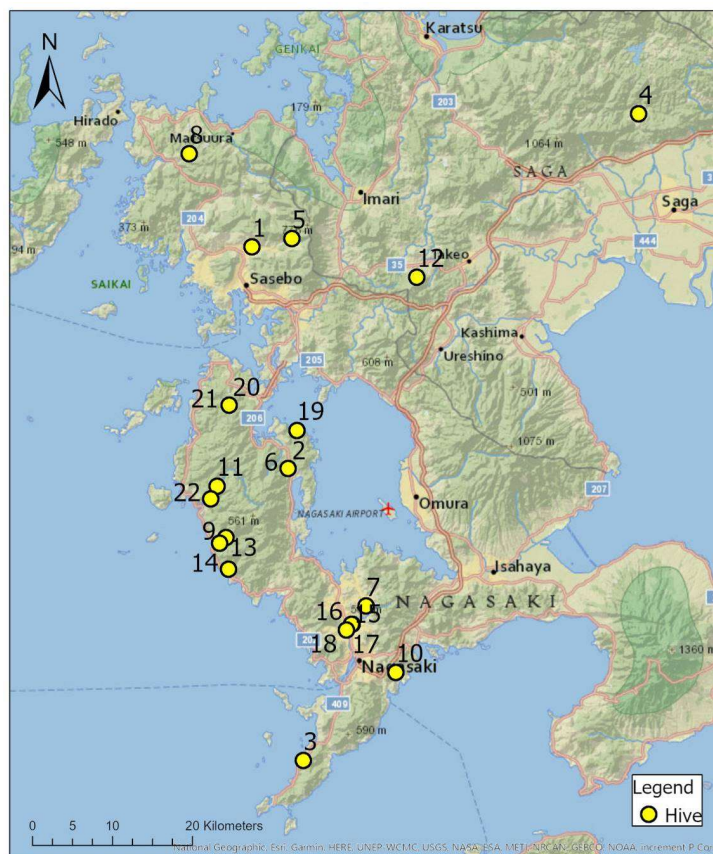 Karatsu
N
GENKAI
4
179 m
203
Hirado
8
548 m
1064 m
SAGA
Imari
Saga
373 m
204
1
5
444
94 m
12
35
Takeo
SAIKAI
Sasebo
Kashima
Ureshino
205
608 m
21
20
501 m
206
19
1075 m
6
2
11
207
22
NAGASAKI AIRPORT
Omura
9
561 m
13
14
Isahaya
7
NAGASAKI
16
15
18
17
10
1360 m
Nagasaki
409
590 m
3
Legend
Hive
0 10 20 Kilometers
National Geographic, Esri, Garmin, HERE, UNEP-WCMC, USGS, NASA, ESA, METI, NRCAN, GEBCO, NOAA, increment P Cor